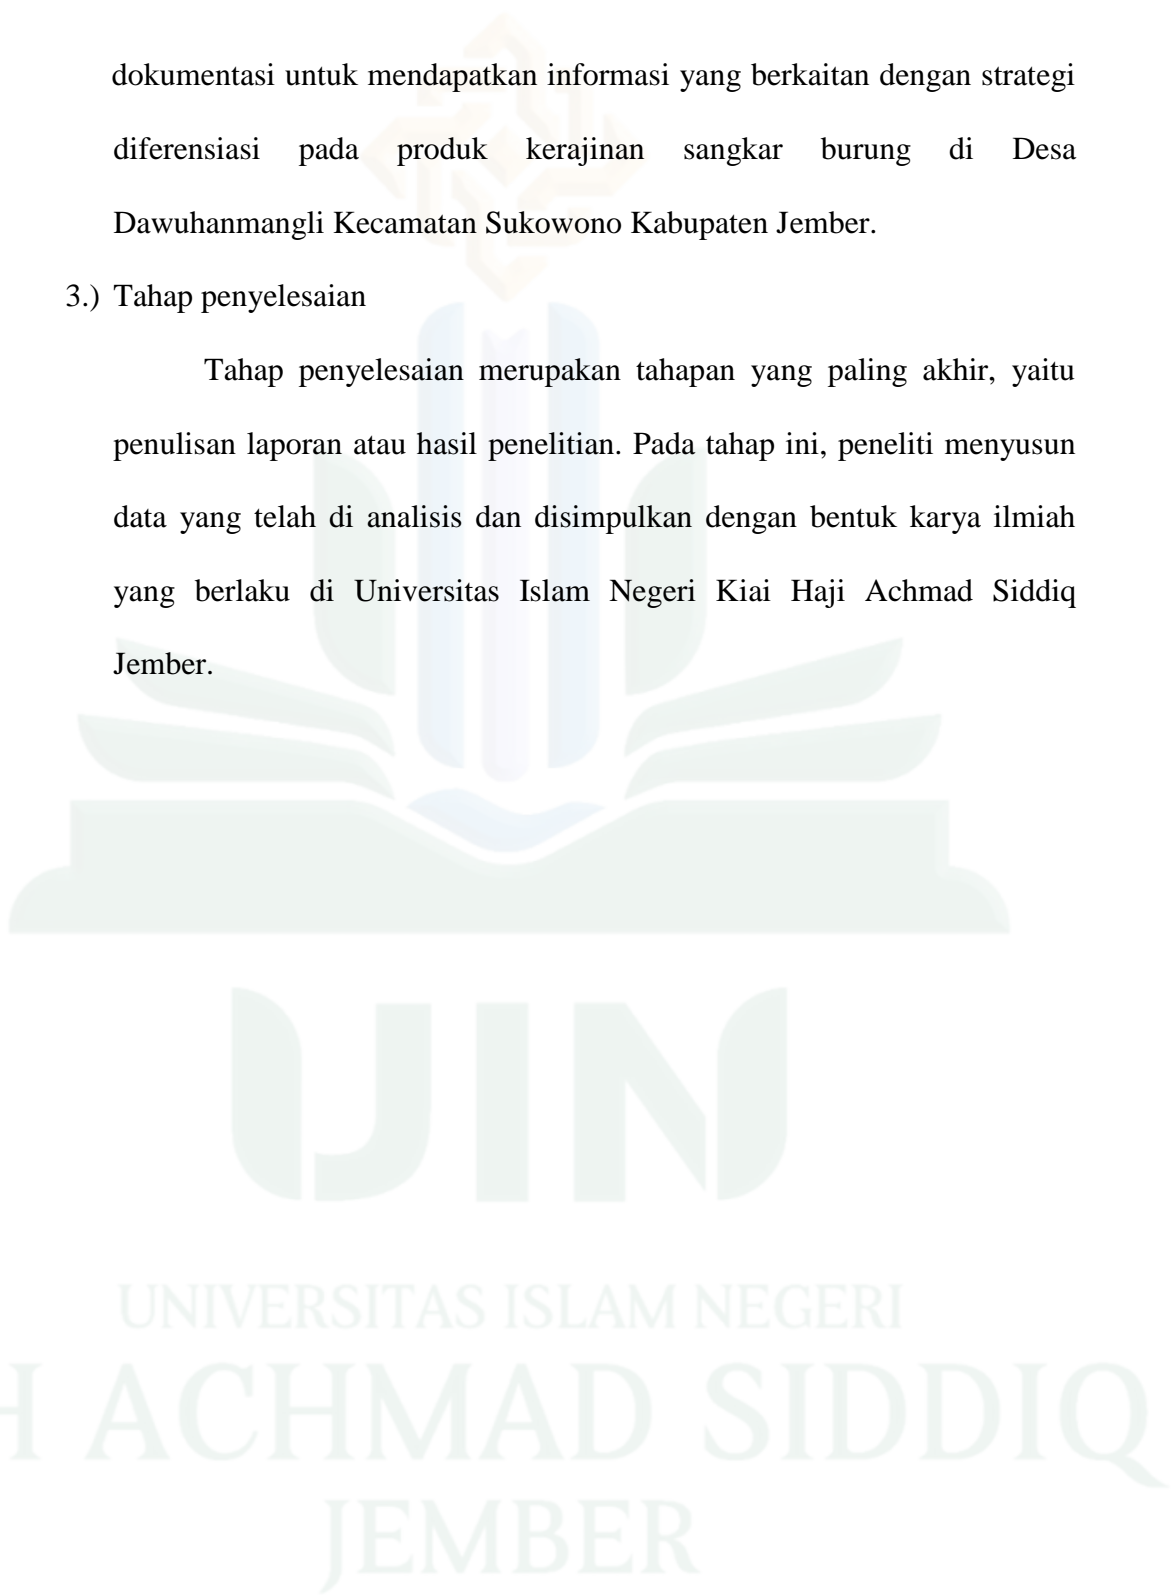 dokumentasi untuk mendapatkan informasi yang berkaitan dengan strategi
diferensiasi pada produk kerajinan sangkar burung di Desa
Dawuhanmangli Kecamatan Sukowono Kabupaten Jember.
3.) Tahap penyelesaian
Tahap penyelesaian merupakan tahapan yang paling akhir, yaitu
penulisan laporan atau hasil penelitian. Pada tahap ini, peneliti menyusun
data yang telah di analisis dan disimpulkan dengan bentuk karya ilmiah
yang berlaku di Universitas Islam Negeri Kiai Haji Achmad Siddiq
Jember.
UIN
UNIVERSITAS ISLAM NEGERI
H ACHMAD SIDDIQ
JEMBER